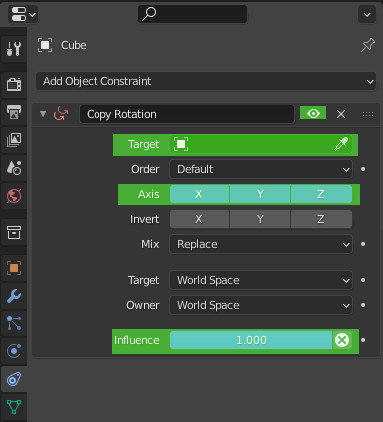 Cube
Add Object Constraint
Copy Rotation
Target
Order Default
Axis X Y Z
Invert X Y Z
Mix Replace
Target World Space
Owner World Space
Influence 1.000